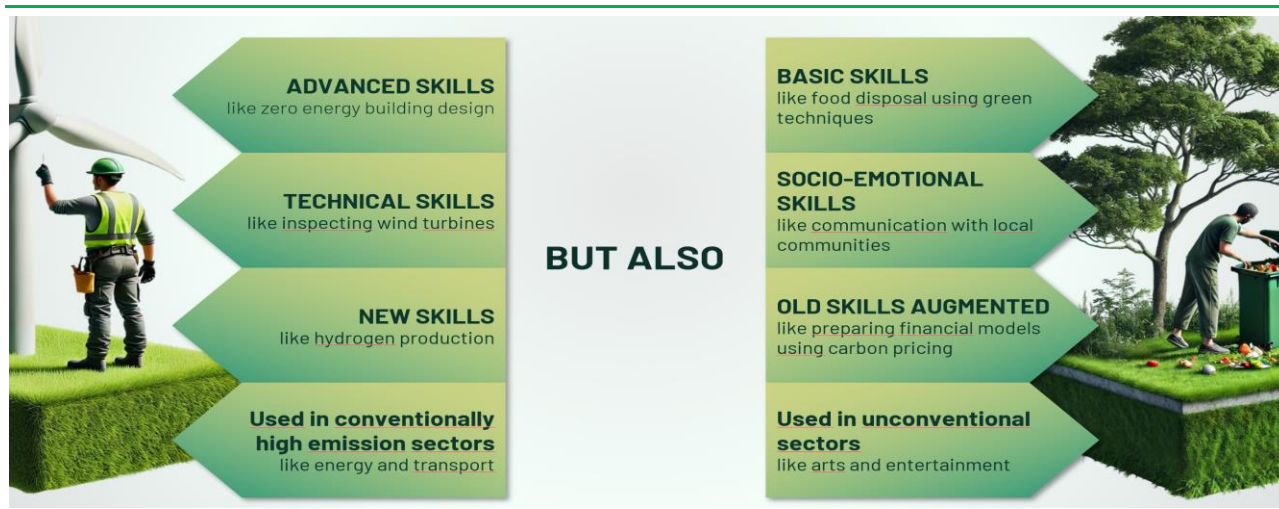 ADVANCED SKILLS
like zero energy building design
TECHNICAL SKILLS
like inspecting wind turbines
NEW SKILLS
like hydrogen production
Used in conventionally
high emission sectors
like energy and transport
BUT ALSO
BASIC SKILLS
like food disposal using green
techniques
SOCIO-EMOTIONAL
SKILLS
like communication with local
communities
OLD SKILLS AUGMENTED
like preparing financial models
using carbon pricing
Used in unconventional
sectors
like arts and entertainment